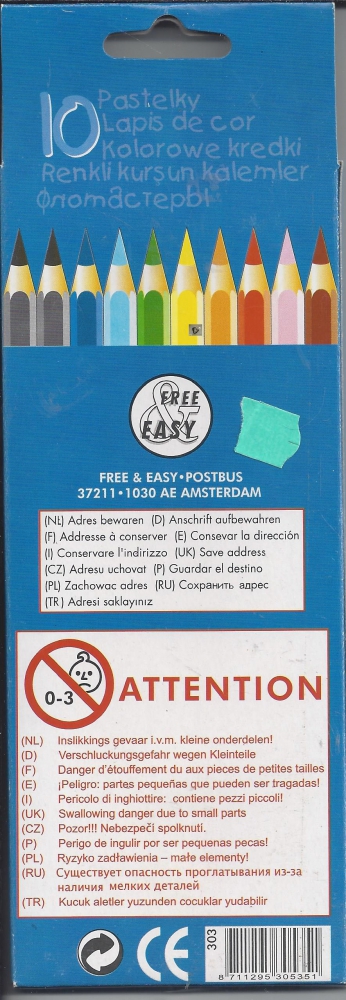 10
Pastelky
Lapis de cor
Kolorowe kredki
Renkli kursun kalemler
фломастеры
FREE
&
EASY
FREE & EASY • POSTBUS
37211 • 1030 AE AMSTERDAM
(NL) Adres bewaren (D) Anschrift aufbewahren
(F) Addresse à conserver (E) Consevar la dirección
(I) Conservare l'indirizzo (UK) Save address
(CZ) Adresu uchovat (P) Guardar el destino
(PL) Zachowac adres (RU) Сохранить адрес
(TR) Adresi saklayiniz
0-3
ATTENTION
(NL) Inslikkings gevaar i.v.m. kleine onderdelen!
(D) Verschluckungsgefahr wegen Kleinteile
(F) Danger d'étouffement du aux pieces de petites tailles
(E) ¡Peligro: partes pequeñas que pueden ser tragadas!
(I) Pericolo di inghiottire: contiene pezzi piccoli!
(UK) Swallowing danger due to small parts
(CZ) Pozor!!! Nebezpečí spolknutí.
(P) Perigo de ingulir por ser pequenas pecas!
(PL) Ryzyko zadławienia – małe elementy!
(RU) Существует опасность проглатывания из-за
наличия мелких деталей
(TR) Kucuk aletler yuzunden cocuklar yudabilir
CE
303
8 711295 305351